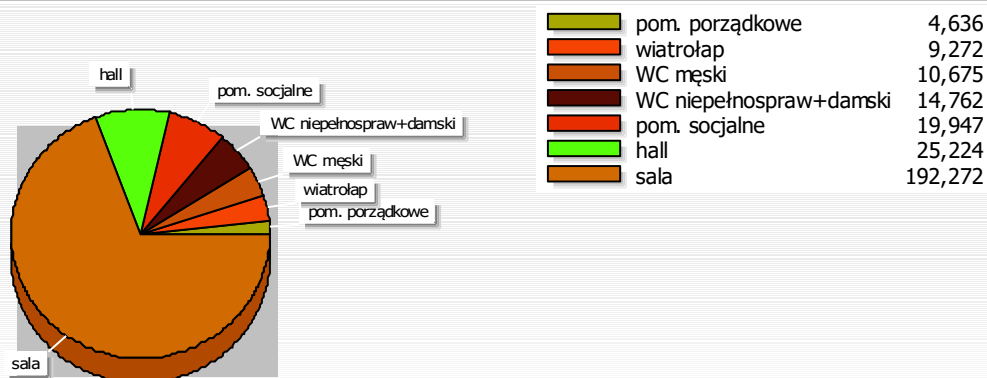 hall
pom. socjalne
WC niepełnospraw+damski
WC męski
wiatrołap
pom. porządkowe
sala
pom. porządkowe 4,636
wiatrołap 9,272
WC męski 10,675
WC niepełnospraw+damski 14,762
pom. socjalne 19,947
hall 25,224
sala 192,272